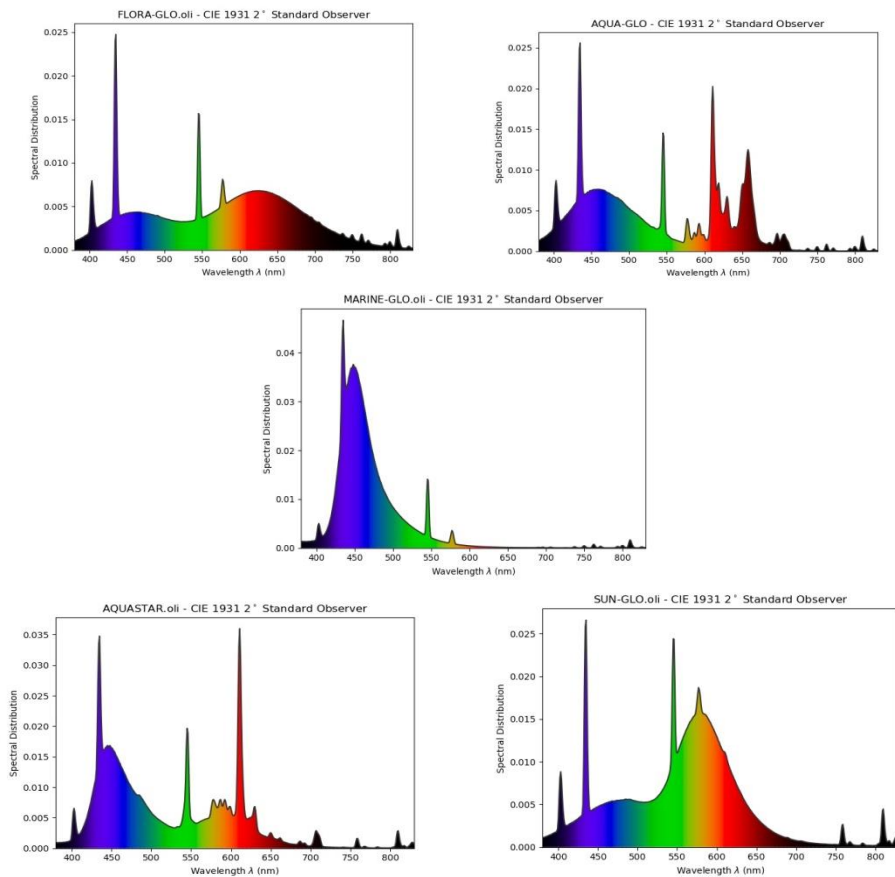 FLORA-GLO.oli - CIE 1931 2° Standard Observer
Spectral Distribution
0.025
0.020
0.015
0.010
0.005
0.000
400 450 500 550 600 650 700 750 800
Wavelength λ (nm)
AQUA-GLO - CIE 1931 2° Standard Observer
Spectral Distribution
0.025
0.020
0.015
0.010
0.005
0.000
400 450 500 550 600 650 700 750 800
Wavelength λ (nm)
MARINE-GLO.oli - CIE 1931 2° Standard Observer
Spectral Distribution
0.04
0.03
0.02
0.01
0.00
400 450 500 550 600 650 700 750 800
Wavelength λ (nm)
AQUASTAR.oli - CIE 1931 2° Standard Observer
Spectral Distribution
0.035
0.030
0.025
0.020
0.015
0.010
0.005
0.000
400 450 500 550 600 650 700 750 800
Wavelength λ (nm)
SUN-GLO.oli - CIE 1931 2° Standard Observer
Spectral Distribution
0.025
0.020
0.015
0.010
0.005
0.000
400 450 500 550 600 650 700 750 800
Wavelength λ (nm)